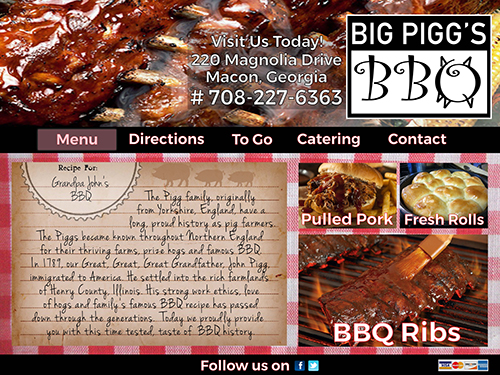 Visit Us Today!
220 Magnolia Drive
Macon, Georgia
# 708-227-6363
BIG PIGG'S
BBQ
Menu Directions To Go Catering Contact
Recipe For:
Grandpa John's
BBQ
The Pigg family, originally
from Yorkshire, England, have a
long, proud history as pig farmers.
The Piggs became known throughout Northern England
for their thriving farms, prize hogs and famous BBQ.
In 1787, our Great, Great, Great Grandfather, John Pigg,
immigrated to America. He settled into the rich farmlands
of Henry County, Illinois. His strong work ethics, love
of hogs and family's famous BBQ recipe has passed
down through the generations. Today we proudly provide
you with this time tested, taste of BBQ history.
Pulled Pork
Fresh Rolls
BBQ Ribs
Follow us on